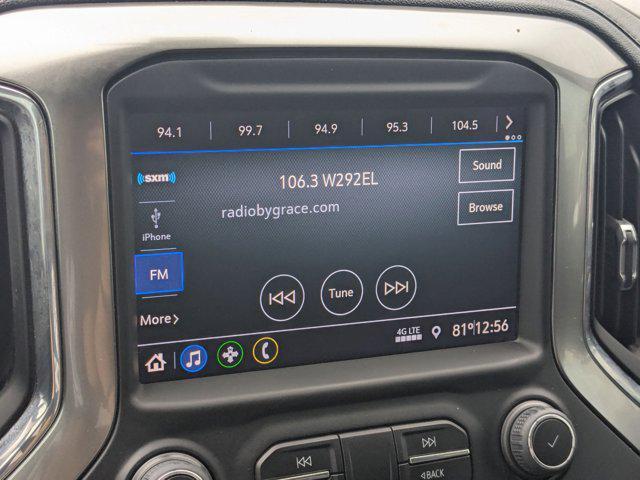 94.1 99.7 94.9 95.3 104.5
sxm
106.3 W292EL
Sound
radiobygrace.com
Browse
iPhone
FM
Tune
More
4G LTE
81° 12:56
BACK